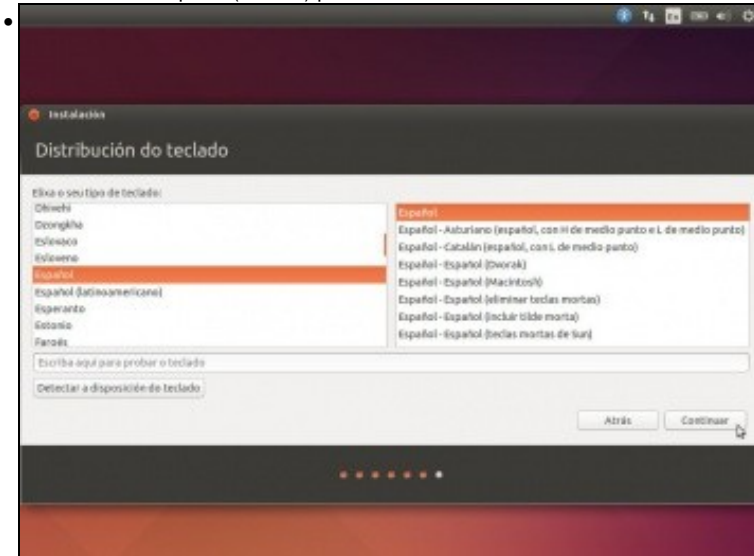 Es
Instalación
Distribución do teclado
Elixa o seu tipo de teclado:
Dhivehi
Dzongkha
Eslovaco
Esloveno
Español
Español (latinoamericano)
Esperanto
Estonio
Faroés
Español
Español - Asturiano (español, con H de medio punto e L de medio punto)
Español - Catalán (español, con L de medio punto)
Español - Español (Dvorak)
Español - Español (Macintosh)
Español - Español (eliminar teclas mortas)
Español - Español (incluír tilde morta)
Español - Español (teclas mortas de Sun)
Escriba aquí para probar o teclado
Detectar a disposición do teclado
Atrás
Continuar